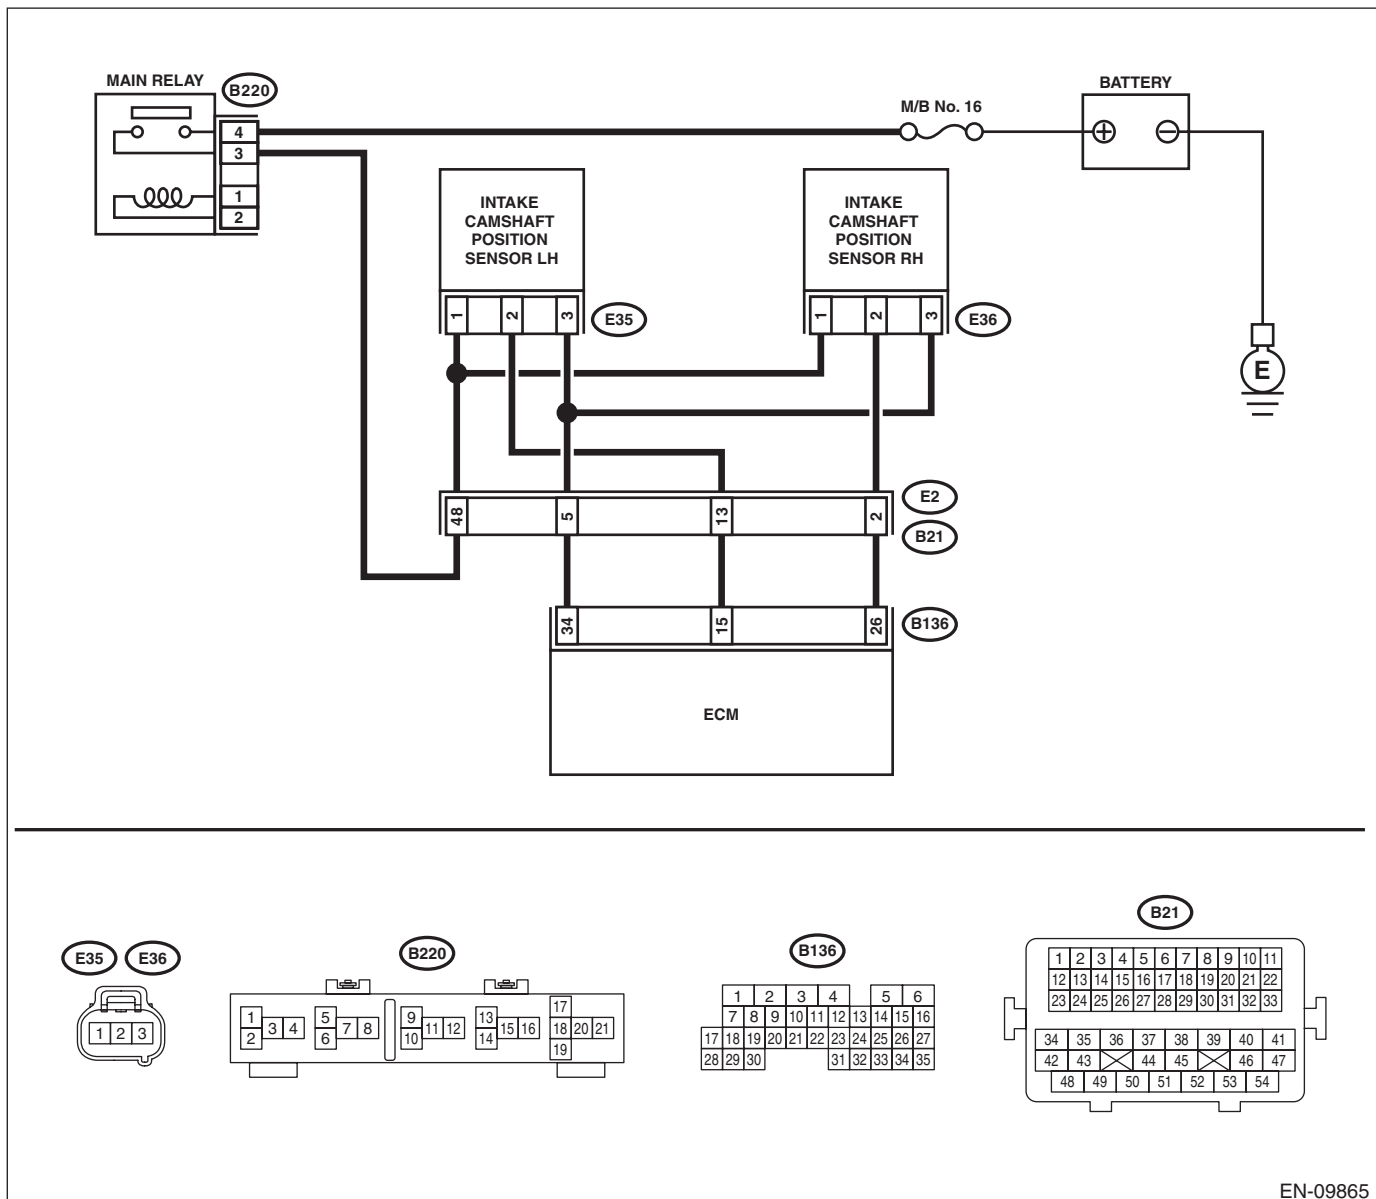 MAIN RELAY
B220
4
3
1
2
M/B No. 16
BATTERY
INTAKE
CAMSHAFT
POSITION
SENSOR LH
INTAKE
CAMSHAFT
POSITION
SENSOR RH
1 2 3
E35
1 2 3
E36
E
48 5 13 2
E2
B21
34 15 26
B136
ECM
E35 E36
1 2 3
B220
1 5 9 13 17
3 4 7 8 11 12 15 16 18 20 21
2 6 10 14 19
B136
1 2 3 4 5 6
7 8 9 10 11 12 13 14 15 16
17 18 19 20 21 22 23 24 25 26 27
28 29 30 31 32 33 34 35
B21
1 2 3 4 5 6 7 8 9 10 11
12 13 14 15 16 17 18 19 20 21 22
23 24 25 26 27 28 29 30 31 32 33
34 35 36 37 38 39 40 41
42 43 44 45 46 47
48 49 50 51 52 53 54
EN-09865